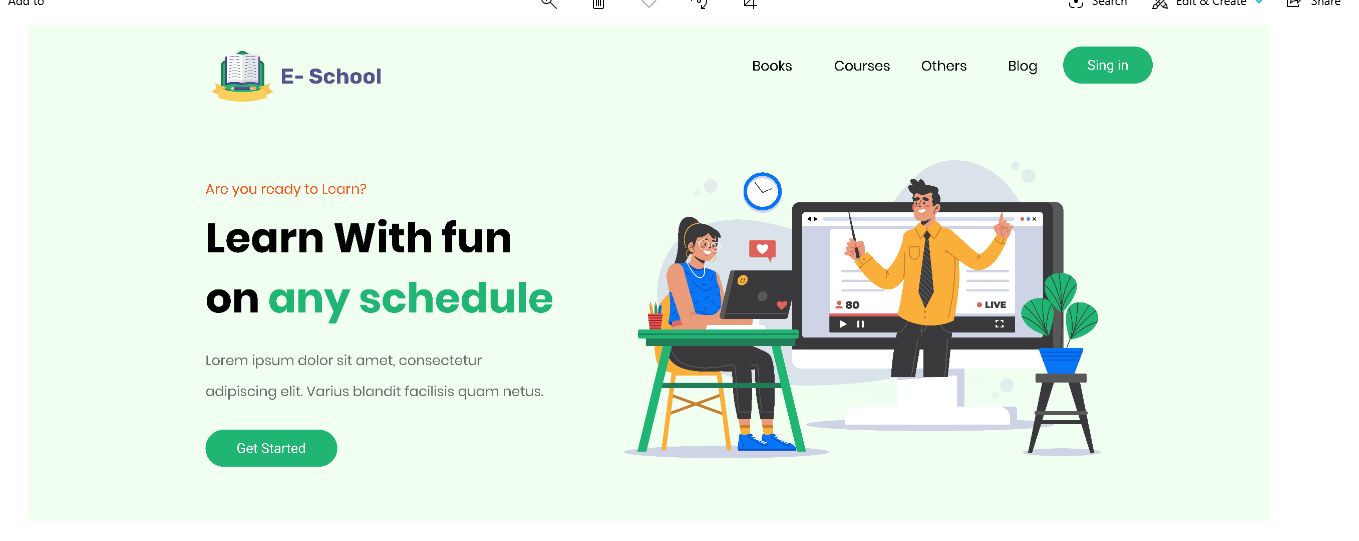 Add to
Search
Edit & Create
Share
E- School
Books
Courses
Others
Blog
Sing in
Are you ready to Learn?
Learn With fun
on any schedule
Lorem ipsum dolor sit amet, consectetur
adipiscing elit. Varius blandit facilisis quam netus.
Get Started
80
LIVE